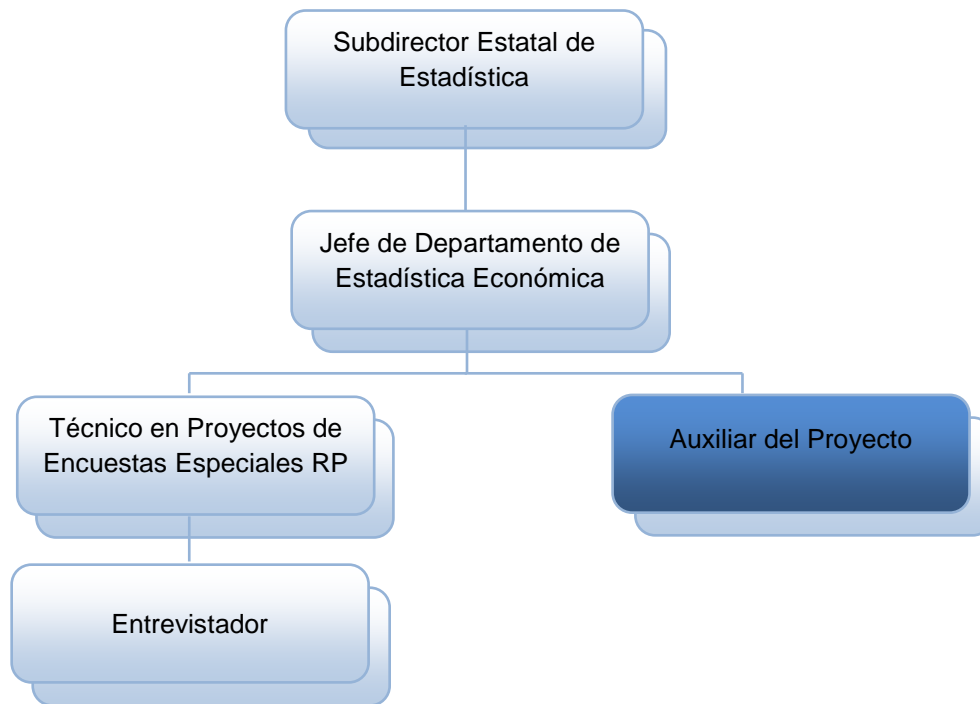 Subdirector Estatal de
Estadística
Jefe de Departamento de
Estadística Económica
Técnico en Proyectos de
Encuestas Especiales RP
Auxiliar del Proyecto
Entrevistador